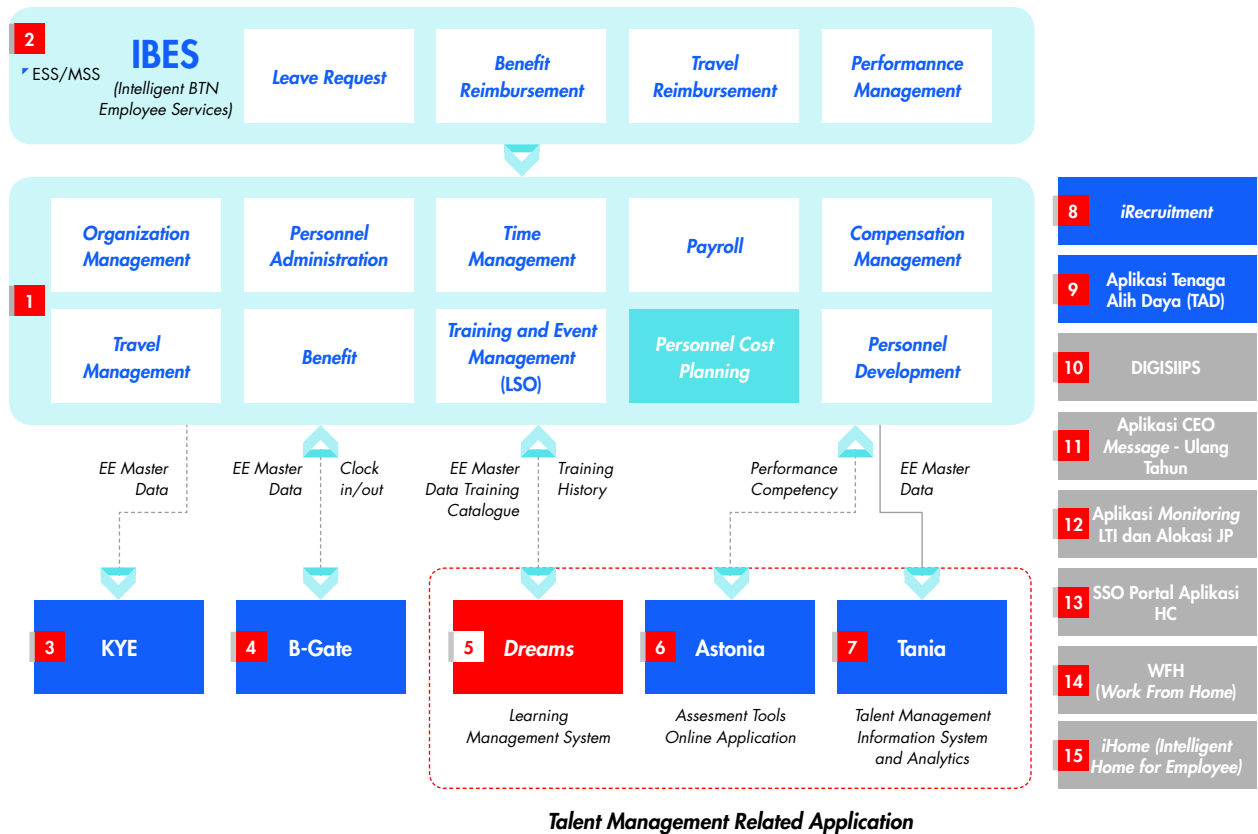 2
ESS/MSS
IBES
(Intelligent BTN
Employee Services)
Leave Request
Benefit
Reimbursement
Travel
Reimbursement
Performannce
Management
1
Organization
Management
Personnel
Administration
Time
Management
Payroll
Compensation
Management
Travel
Management
Benefit
Training and Event
Management
(LSO)
Personnel Cost
Planning
Personnel
Development
EE Master
Data
EE Master
Data
Clock
in/out
EE Master
Data Training
Catalogue
Training
History
Performance
Competency
EE Master
Data
3
KYE
4
B-Gate
5
Dreams
Learning
Management System
6
Astonia
Assesment Tools
Online Application
7
Tania
Talent Management
Information System
and Analytics
Talent Management Related Application
8
iRecruitment
9
Aplikasi Tenaga
Alih Daya (TAD)
10
DIGISIIPS
11
Aplikasi CEO
Message - Ulang
Tahun
12
Aplikasi Monitoring
LTI dan Alokasi JP
13
SSO Portal Aplikasi
HC
14
WFH
(Work From Home)
15
iHome (Intelligent
Home for Employee)